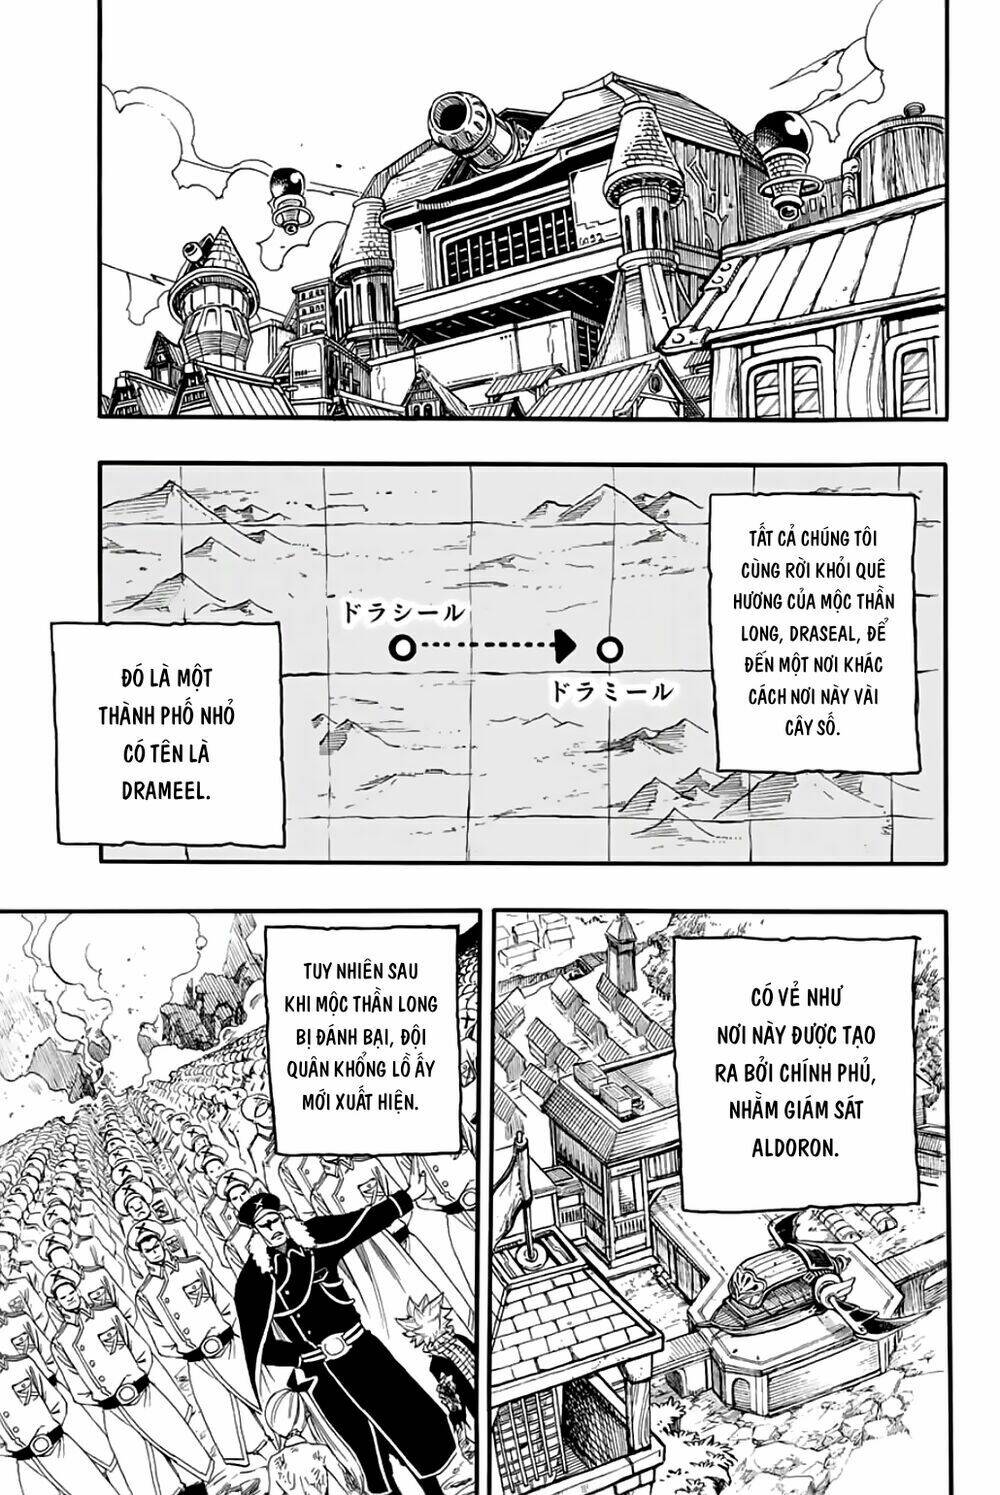 TẤT CẢ CHÚNG TÔI
CÙNG RỜI KHỎI QUÊ
HƯƠNG CỦA MỘC THẦN
LONG, DRASEAL, ĐỂ
ĐẾN MỘT NƠI KHÁC
CÁCH NƠI NÀY VÀI
CÂY SỐ.
ドラシール
ドラミール
ĐÓ LÀ MỘT
THÀNH PHỐ NHỎ
CÓ TÊN LÀ
DRAMEEL.
CÓ VẺ NHƯ
NƠI NÀY ĐƯỢC TẠO
RA BỞI CHÍNH PHỦ,
NHẰM GIÁM SÁT
ALDORON.
TUY NHIÊN SAU
KHI MỘC THẦN LONG
BỊ ĐÁNH BẠI, ĐỘI
QUÂN KHỔNG LỒ ẤY
MỚI XUẤT HIỆN.